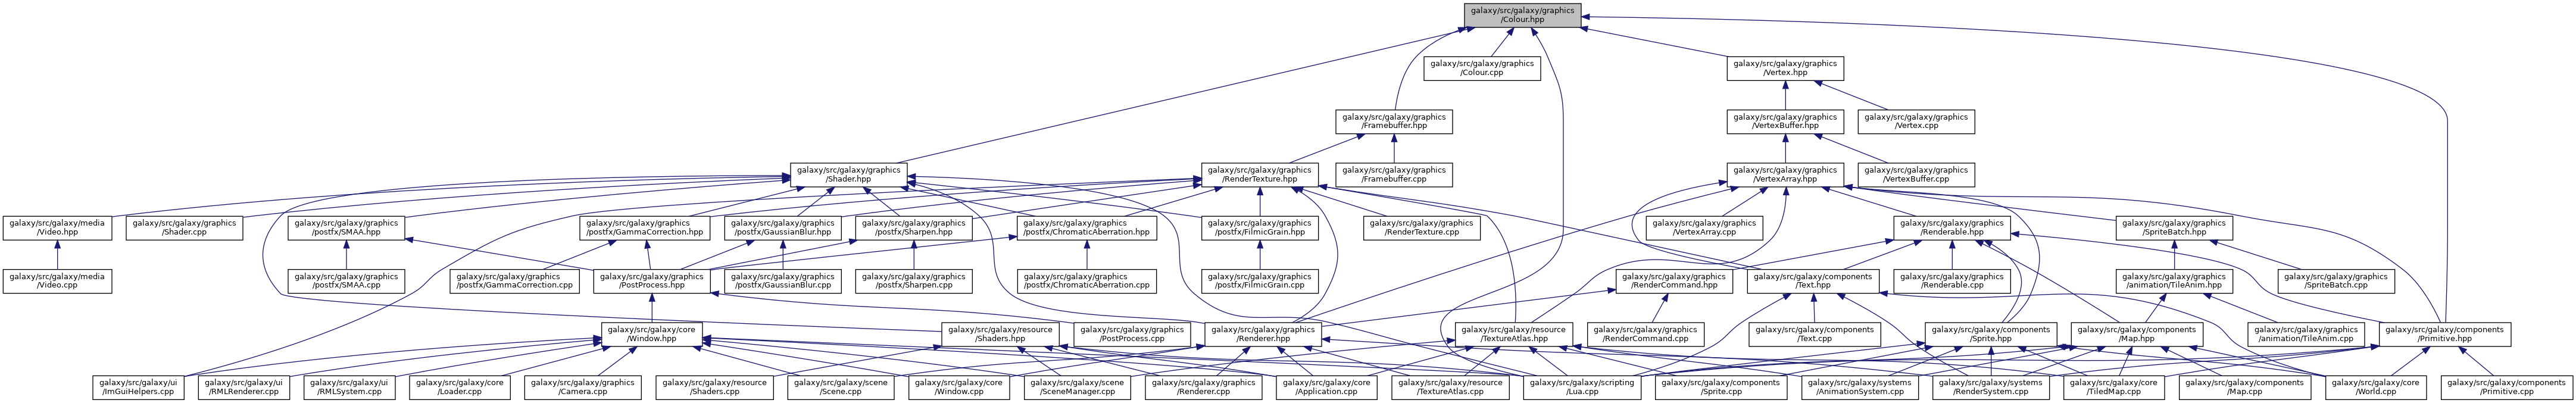 galaxy/src/galaxy/graphics
/Colour.hpp
galaxy/src/galaxy/graphics
/Colour.cpp
galaxy/src/galaxy/graphics
/Vertex.hpp
galaxy/src/galaxy/graphics
/Framebuffer.hpp
galaxy/src/galaxy/graphics
/VertexBuffer.hpp
galaxy/src/galaxy/graphics
/Vertex.cpp
galaxy/src/galaxy/graphics
/Shader.hpp
galaxy/src/galaxy/graphics
/RenderTexture.hpp
galaxy/src/galaxy/graphics
/Framebuffer.cpp
galaxy/src/galaxy/graphics
/VertexArray.hpp
galaxy/src/galaxy/graphics
/VertexBuffer.cpp
galaxy/src/galaxy/media
/Video.hpp
galaxy/src/galaxy/graphics
/Shader.cpp
galaxy/src/galaxy/graphics
/postfx/SMAA.hpp
galaxy/src/galaxy/graphics
/postfx/GammaCorrection.hpp
galaxy/src/galaxy/graphics
/postfx/GaussianBlur.hpp
galaxy/src/galaxy/graphics
/postfx/Sharpen.hpp
galaxy/src/galaxy/graphics
/postfx/ChromaticAberration.hpp
galaxy/src/galaxy/graphics
/postfx/FilmicGrain.hpp
galaxy/src/galaxy/graphics
/RenderTexture.cpp
galaxy/src/galaxy/graphics
/VertexArray.cpp
galaxy/src/galaxy/graphics
/Renderable.hpp
galaxy/src/galaxy/graphics
/SpriteBatch.hpp
galaxy/src/galaxy/media
/Video.cpp
galaxy/src/galaxy/graphics
/postfx/SMAA.cpp
galaxy/src/galaxy/graphics
/postfx/GammaCorrection.cpp
galaxy/src/galaxy/graphics
/PostProcess.hpp
galaxy/src/galaxy/graphics
/postfx/GaussianBlur.cpp
galaxy/src/galaxy/graphics
/postfx/Sharpen.cpp
galaxy/src/galaxy/graphics
/postfx/ChromaticAberration.cpp
galaxy/src/galaxy/graphics
/postfx/FilmicGrain.cpp
galaxy/src/galaxy/graphics
/RenderCommand.hpp
galaxy/src/galaxy/components
/Text.hpp
galaxy/src/galaxy/graphics
/Renderable.cpp
galaxy/src/galaxy/graphics
/animation/TileAnim.hpp
galaxy/src/galaxy/graphics
/SpriteBatch.cpp
galaxy/src/galaxy/core
/Window.hpp
galaxy/src/galaxy/resource
/Shaders.hpp
galaxy/src/galaxy/graphics
/PostProcess.cpp
galaxy/src/galaxy/graphics
/Renderer.hpp
galaxy/src/galaxy/resource
/TextureAtlas.hpp
galaxy/src/galaxy/graphics
/RenderCommand.cpp
galaxy/src/galaxy/components
/Text.cpp
galaxy/src/galaxy/components
/Sprite.hpp
galaxy/src/galaxy/components
/Map.hpp
galaxy/src/galaxy/graphics
/animation/TileAnim.cpp
galaxy/src/galaxy/components
/Primitive.hpp
galaxy/src/galaxy/ui
/ImGuiHelpers.cpp
galaxy/src/galaxy/ui
/RMLRenderer.cpp
galaxy/src/galaxy/ui
/RMLSystem.cpp
galaxy/src/galaxy/core
/Loader.cpp
galaxy/src/galaxy/graphics
/Camera.cpp
galaxy/src/galaxy/resource
/Shaders.cpp
galaxy/src/galaxy/scene
/Scene.cpp
galaxy/src/galaxy/core
/Window.cpp
galaxy/src/galaxy/scene
/SceneManager.cpp
galaxy/src/galaxy/graphics
/Renderer.cpp
galaxy/src/galaxy/core
/Application.cpp
galaxy/src/galaxy/resource
/TextureAtlas.cpp
galaxy/src/galaxy/scripting
/Lua.cpp
galaxy/src/galaxy/components
/Sprite.cpp
galaxy/src/galaxy/systems
/AnimationSystem.cpp
galaxy/src/galaxy/systems
/RenderSystem.cpp
galaxy/src/galaxy/core
/TiledMap.cpp
galaxy/src/galaxy/components
/Map.cpp
galaxy/src/galaxy/core
/World.cpp
galaxy/src/galaxy/components
/Primitive.cpp